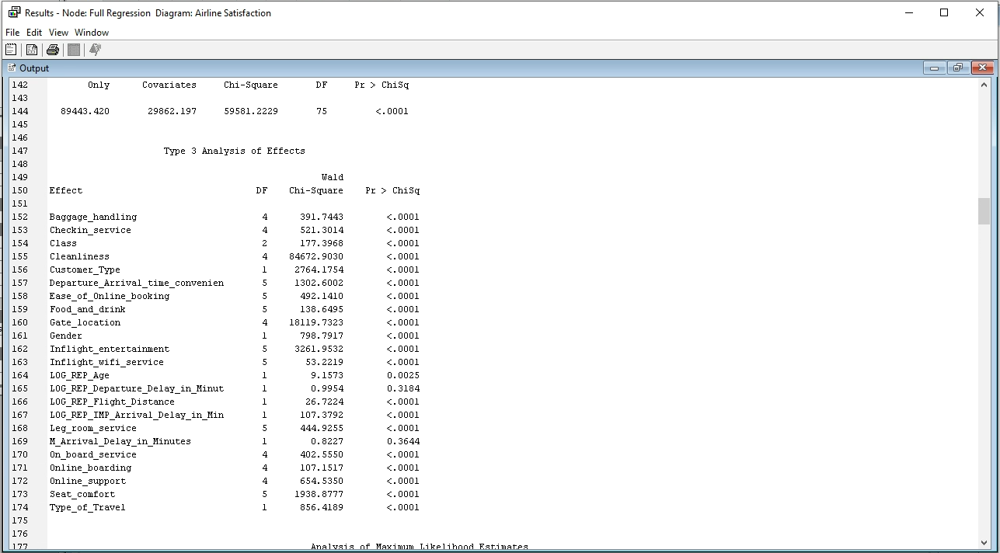 Results - Node: Full Regression Diagram: Airline Satisfaction
File Edit View Window
Output
142 Only Covariates Chi-Square DF Pr > ChiSq
143
144 89443.420 29862.197 59581.2229 75 <.0001
145
146
147 Type 3 Analysis of Effects
148
149 Wald
150 Effect DF Chi-Square Pr > ChiSq
151
152 Baggage_handling 4 391.7443 <.0001
153 Checkin_service 4 521.3014 <.0001
154 Class 2 177.3968 <.0001
155 Cleanliness 4 84672.9030 <.0001
156 Customer_Type 1 2764.1754 <.0001
157 Departure_Arrival_time_convenien 5 1302.6002 <.0001
158 Ease_of_Online_booking 5 492.1410 <.0001
159 Food_and_drink 5 138.6495 <.0001
160 Gate_location 4 18119.7323 <.0001
161 Gender 1 798.7917 <.0001
162 Inflight_entertainment 5 3261.9532 <.0001
163 Inflight_wifi_service 5 53.2219 <.0001
164 LOG_REP_Age 1 9.1573 0.0025
165 LOG_REP_Departure_Delay_in_Minut 1 0.9954 0.3184
166 LOG_REP_Flight_Distance 1 26.7224 <.0001
167 LOG_REP_IMP_Arrival_Delay_in_Min 1 107.3792 <.0001
168 Leg_room_service 5 444.9255 <.0001
169 M_Arrival_Delay_in_Minutes 1 0.8227 0.3644
170 On_board_service 4 402.5550 <.0001
171 Online_boarding 4 107.1517 <.0001
172 Online_support 4 654.5350 <.0001
173 Seat_comfort 5 1938.8777 <.0001
174 Type_of_Travel 1 856.4189 <.0001
175
176
177 Analysis of Maximum Likelihood Estimates